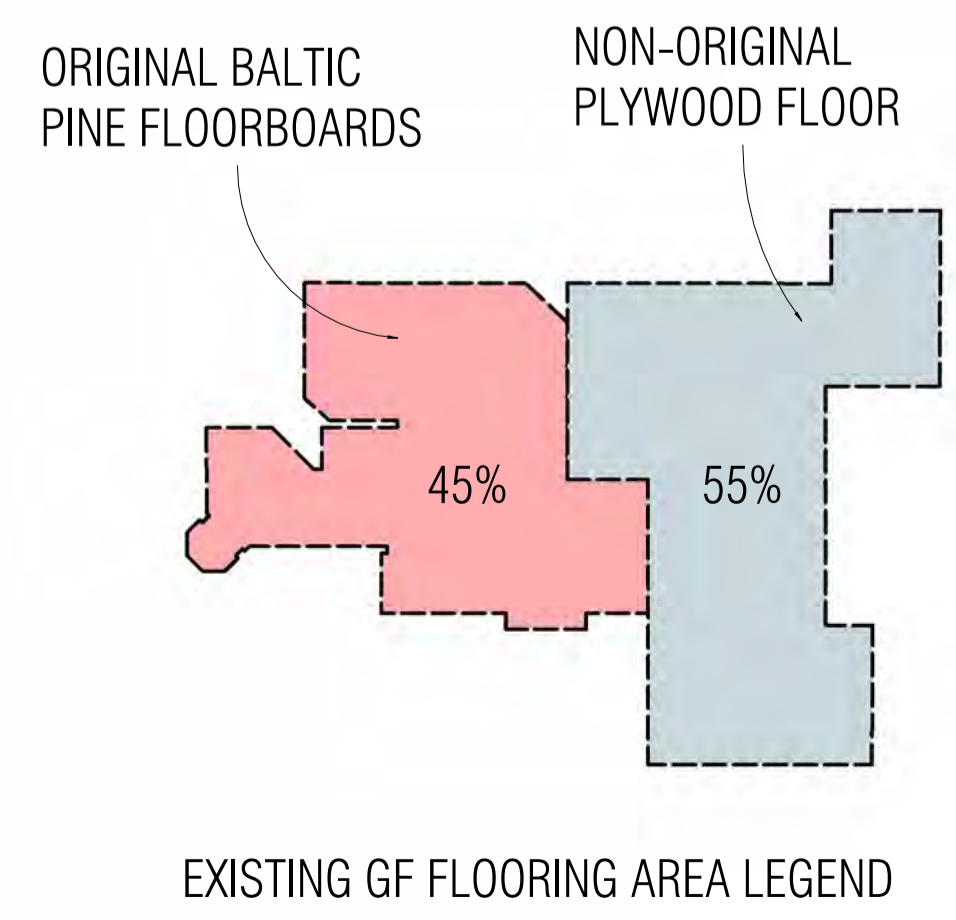 ORIGINAL BALTIC
PINE FLOORBOARDS
NON-ORIGINAL
PLYWOOD FLOOR
45%
55%
EXISTING GF FLOORING AREA LEGEND